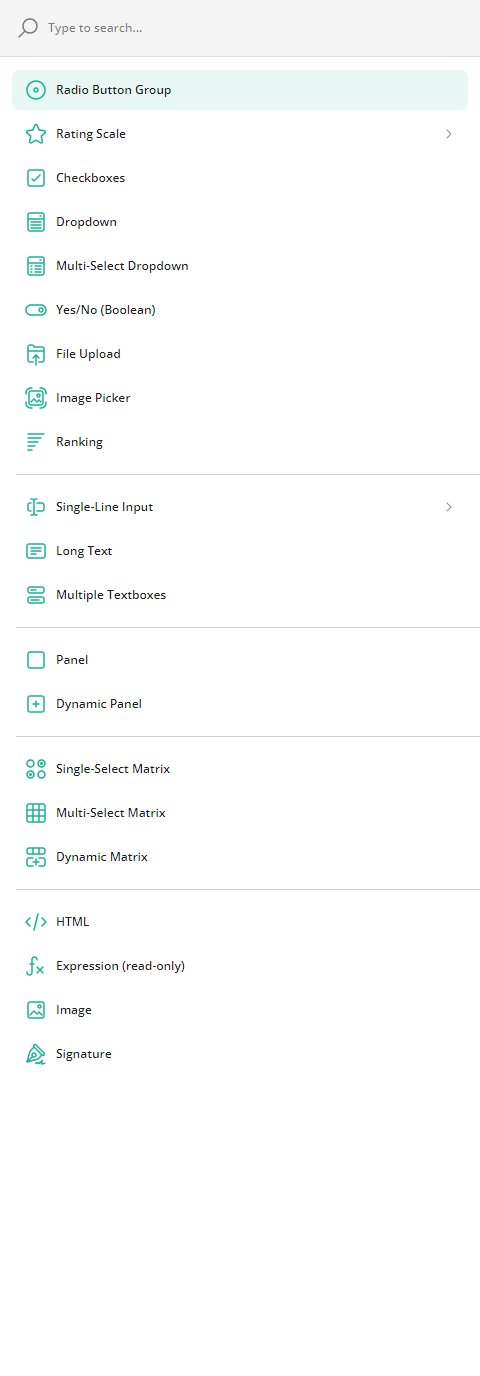 Type to search...
Radio Button Group
Rating Scale
Checkboxes
Dropdown
Multi-Select Dropdown
Yes/No (Boolean)
File Upload
Image Picker
Ranking
Single-Line Input
Long Text
Multiple Textboxes
Panel
Dynamic Panel
Single-Select Matrix
Multi-Select Matrix
Dynamic Matrix
HTML
Expression (read-only)
Image
Signature